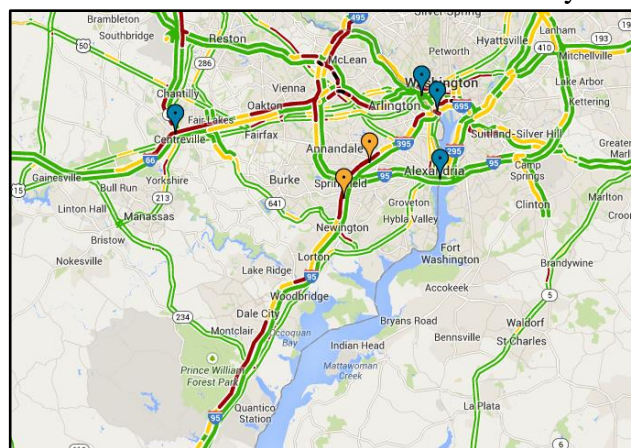 Brambleton
Southbridge
Reston
McLean
495
Silver-Spring
Petworth
Hyattsville
Lanham
450
193
410
Mitchellville
50
286
Chantilly
Vienna
Washington
Lake Arbor
Kettering
Oakton
Arlington
695
Fair Lakes
Fairfax
Centreville
Annandale
395
Suitland-Silver Hill
66
Gainesville
Yorkshire
Bull Run
213
Burke
Springfield
95
Alexandria
295
95
Camp
Springs
Greater
15
641
Groveton
Hybla Valley
Clinton
Marlton
Linton Hall
Manassas
Newington
Croom
Bristow
Lorton
Fort
Washington
Nokesville
Lake Ridge
95
Woodbridge
Accokeek
Brandywine
5
234
Dale City
Montclair
Occoquan
Bay
Bryans Road
Bennsville
Waldorf
St Charles
Prince William
Forest Park
Indian Head
Mattawoman
Creek
Quantico
Station
95
La Plata
6